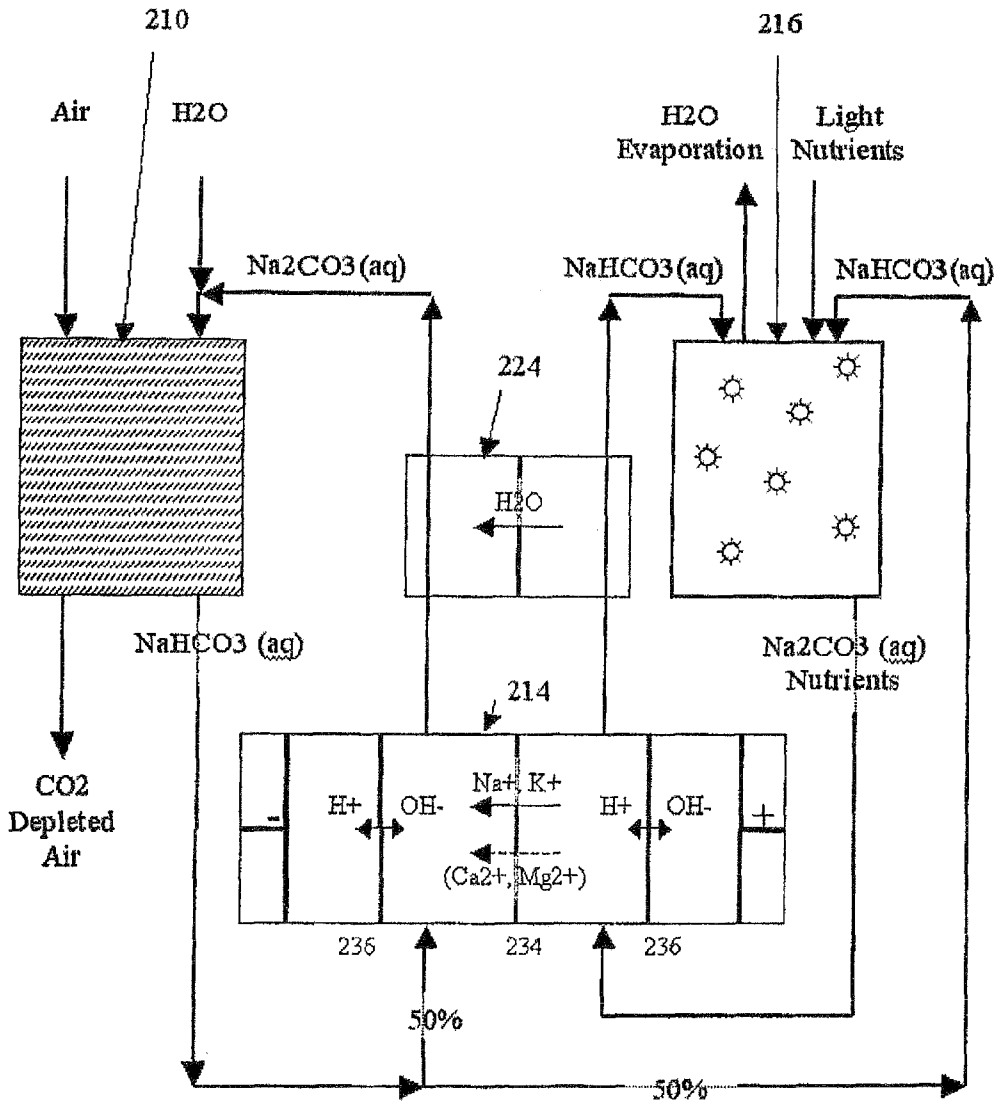 210
216
Air
H2O
H2O
Evaporation
Light
Nutrients
Na2CO3 (aq)
NaHCO3 (aq)
NaHCO3 (aq)
224
H2O
NaHCO3 (aq)
Na2CO3 (aq)
Nutrients
214
CO2
Depleted
Air
-
H+
OH-
Na+, K+
(Ca2+, Mg2+)
H+
OH-
+
236
234
236
50%
50%